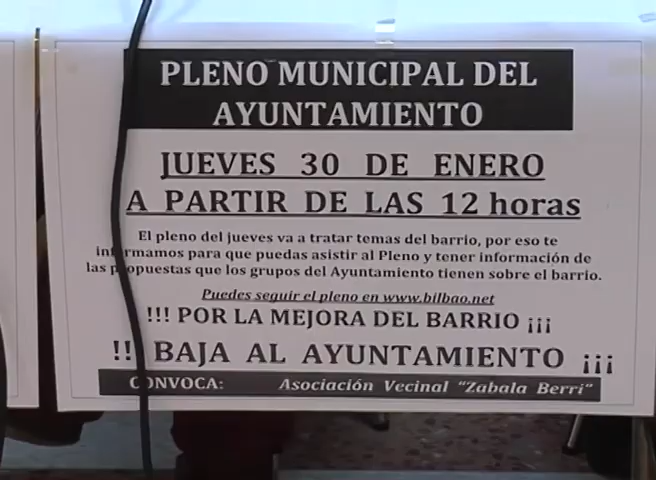 PLENO MUNICIPAL DEL
AYUNTAMIENTO
JUEVES 30 DE ENERO
A PARTIR DE LAS 12 horas
El pleno del jueves va a tratar temas del barrio, por eso te
informamos para que puedas asistir al Pleno y tener información de
las propuestas que los grupos del Ayuntamiento tienen sobre el barrio.
Puedes seguir el pleno en www.bilbao.net
!!! POR LA MEJORA DEL BARRIO ¡¡¡
!!! BAJA AL AYUNTAMIENTO ¡¡¡
CONVOCA: Asociación Vecinal "Zabala Berri"